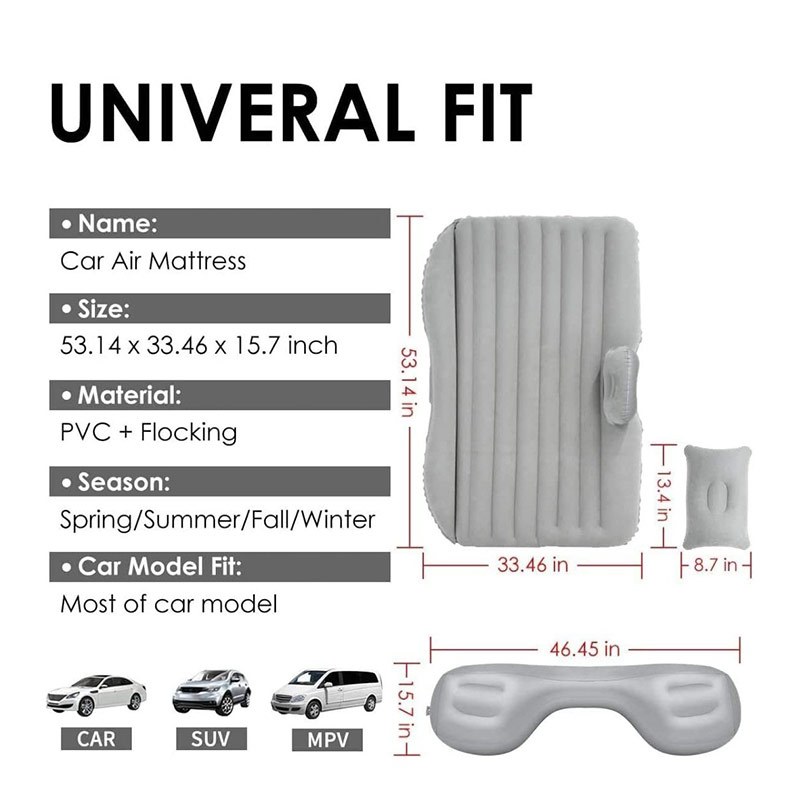 UNIVERAL FIT
• Name:
Car Air Mattress
• Size:
53.14 x 33.46 x 15.7 inch
• Material:
PVC + Flocking
• Season:
Spring/Summer/Fall/Winter
• Car Model Fit:
Most of car model
CAR
SUV
MPV
53.14 in
33.46 in
13.4 in
8.7 in
46.45 in
15.7 in